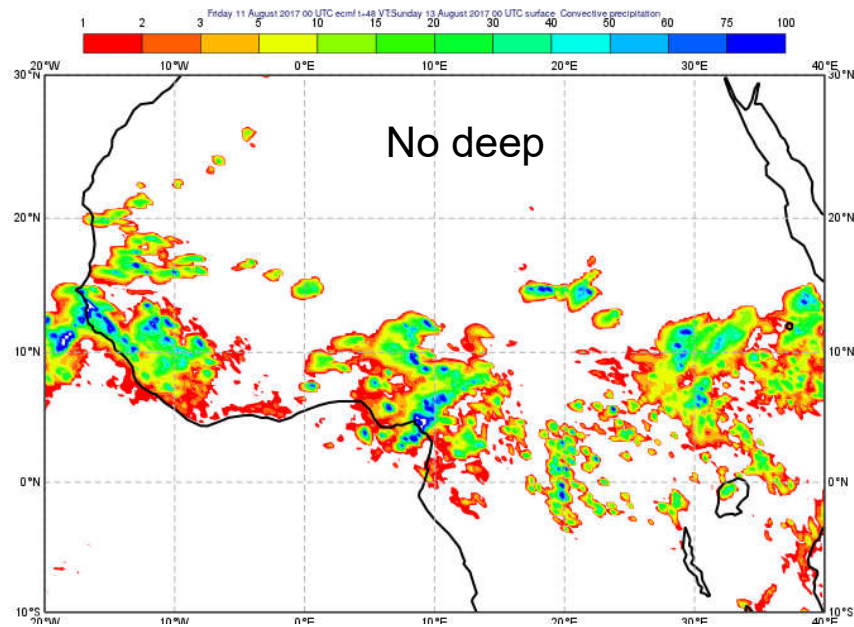 Friday 11 August 2017 00 UTC ecmf t+48 VT:Sunday 13 August 2017 00 UTC surface Convective precipitation
1 2 3 5 10 15 20 30 40 50 60 75 100
20°W 10°W 0°E 10°E 20°E 30°E 40°E
30°N 30°N
No deep
20°N 20°N
10°N 10°N
0°N 0°N
10°S 10°S
20°W 10°W 0°E 10°E 20°E 30°E 40°E